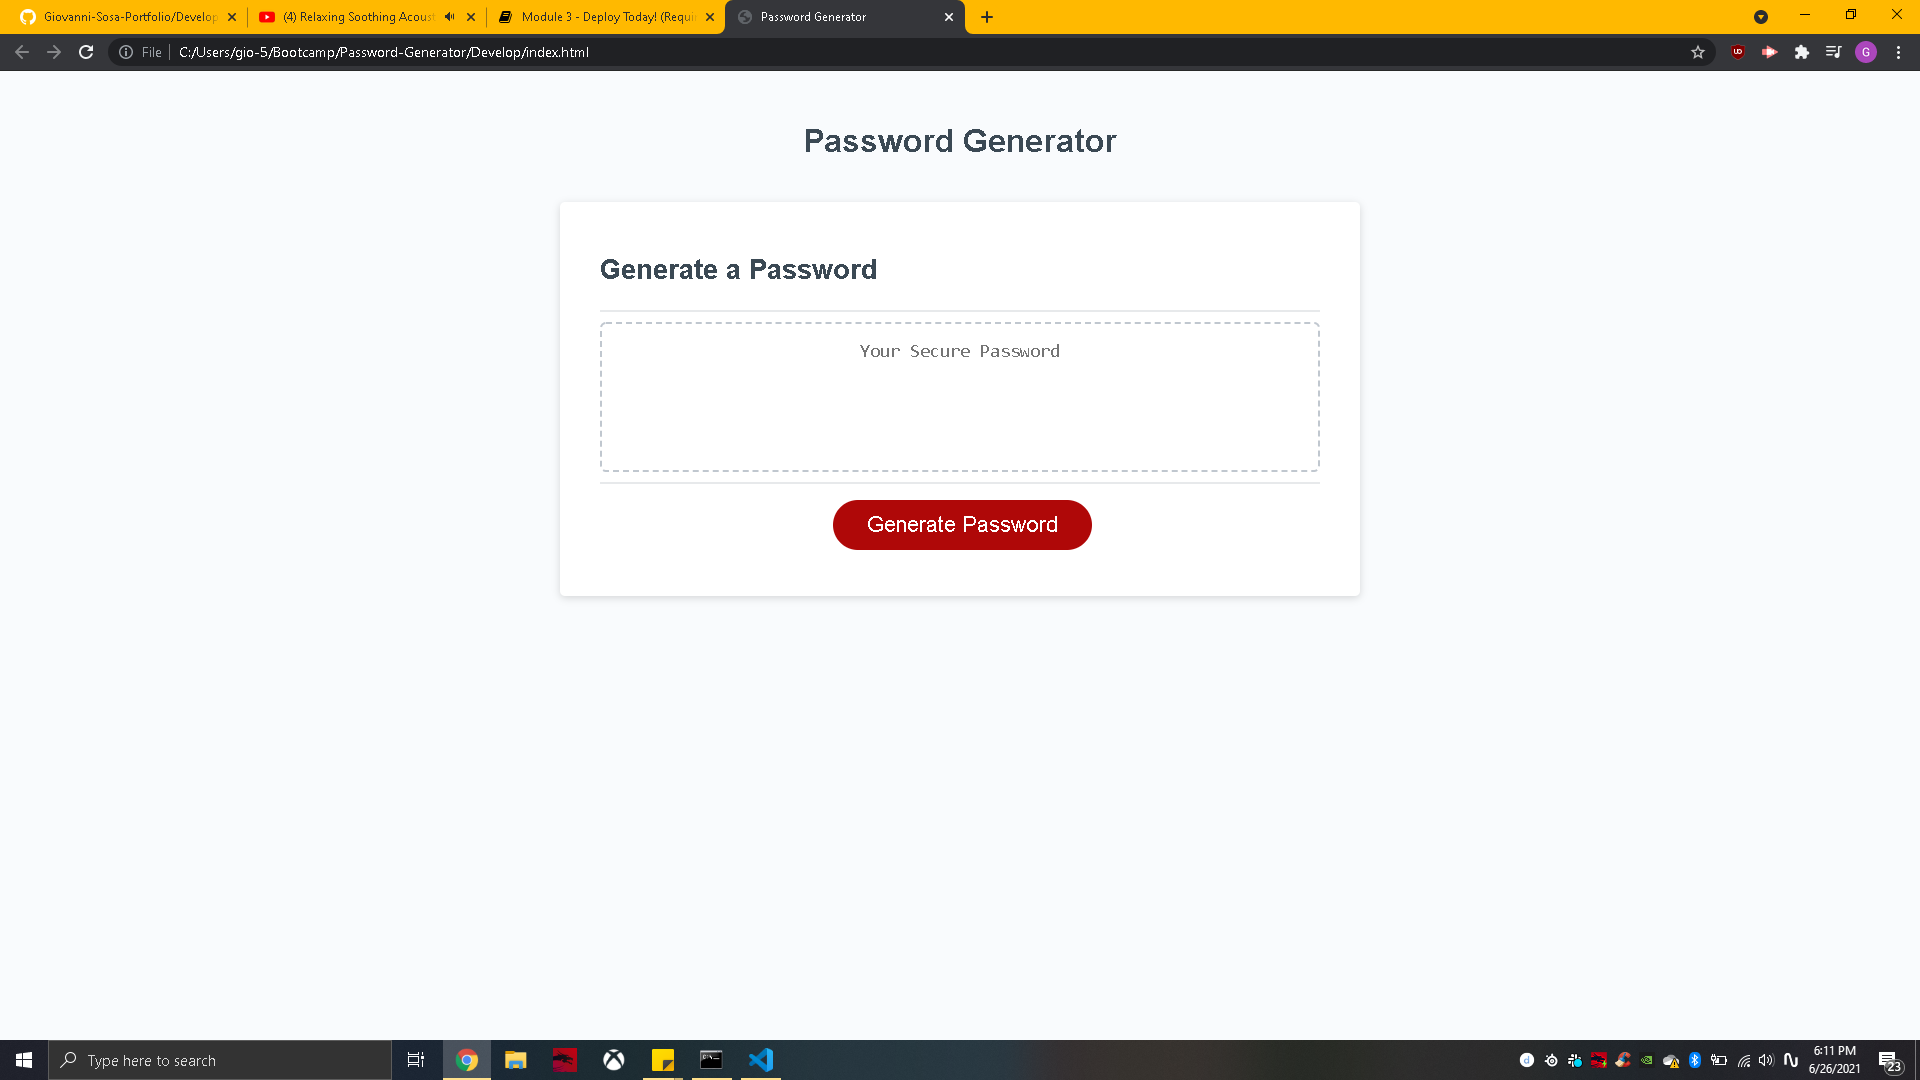 Giovanni-Sosa-Portfolio/Develop
(4) Relaxing Soothing Acoust
Module 3 - Deploy Today! (Requi
Password Generator
File
C:/Users/gio-5/Bootcamp/Password-Generator/Develop/index.html
G
Password Generator
Generate a Password
Your Secure Password
Generate Password
Type here to search
6:11 PM
6/26/2021
23